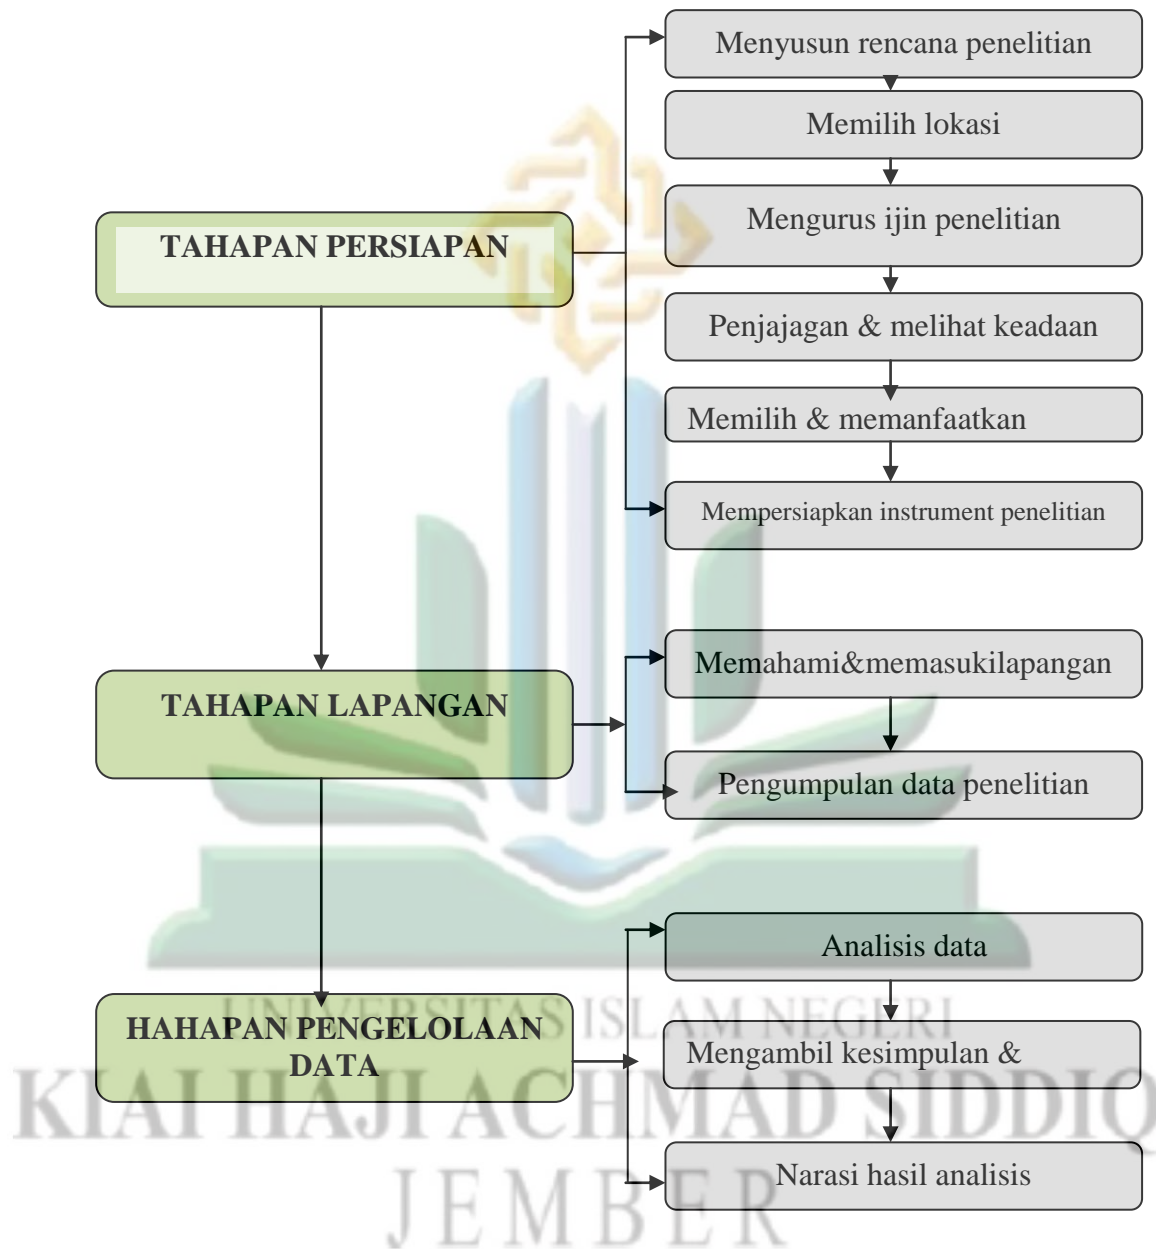 Menyusun rencana penelitian
Memilih lokasi
Mengurus ijin penelitian
TAHAPAN PERSIAPAN
Penjajagan & melihat keadaan
Memilih & memanfaatkan
Mempersiapkan instrument penelitian
Memahami&memasukilapangan
TAHAPAN LAPANGAN
Pengumpulan data penelitian
Analisis data
HAHAPAN PENGELOLAAN
DATA
Mengambil kesimpulan &
Narasi hasil analisis
UNIVERSITAS ISLAM NEGERI
KIAI HAJI ACHMAD SIDDIQ
JEMBER